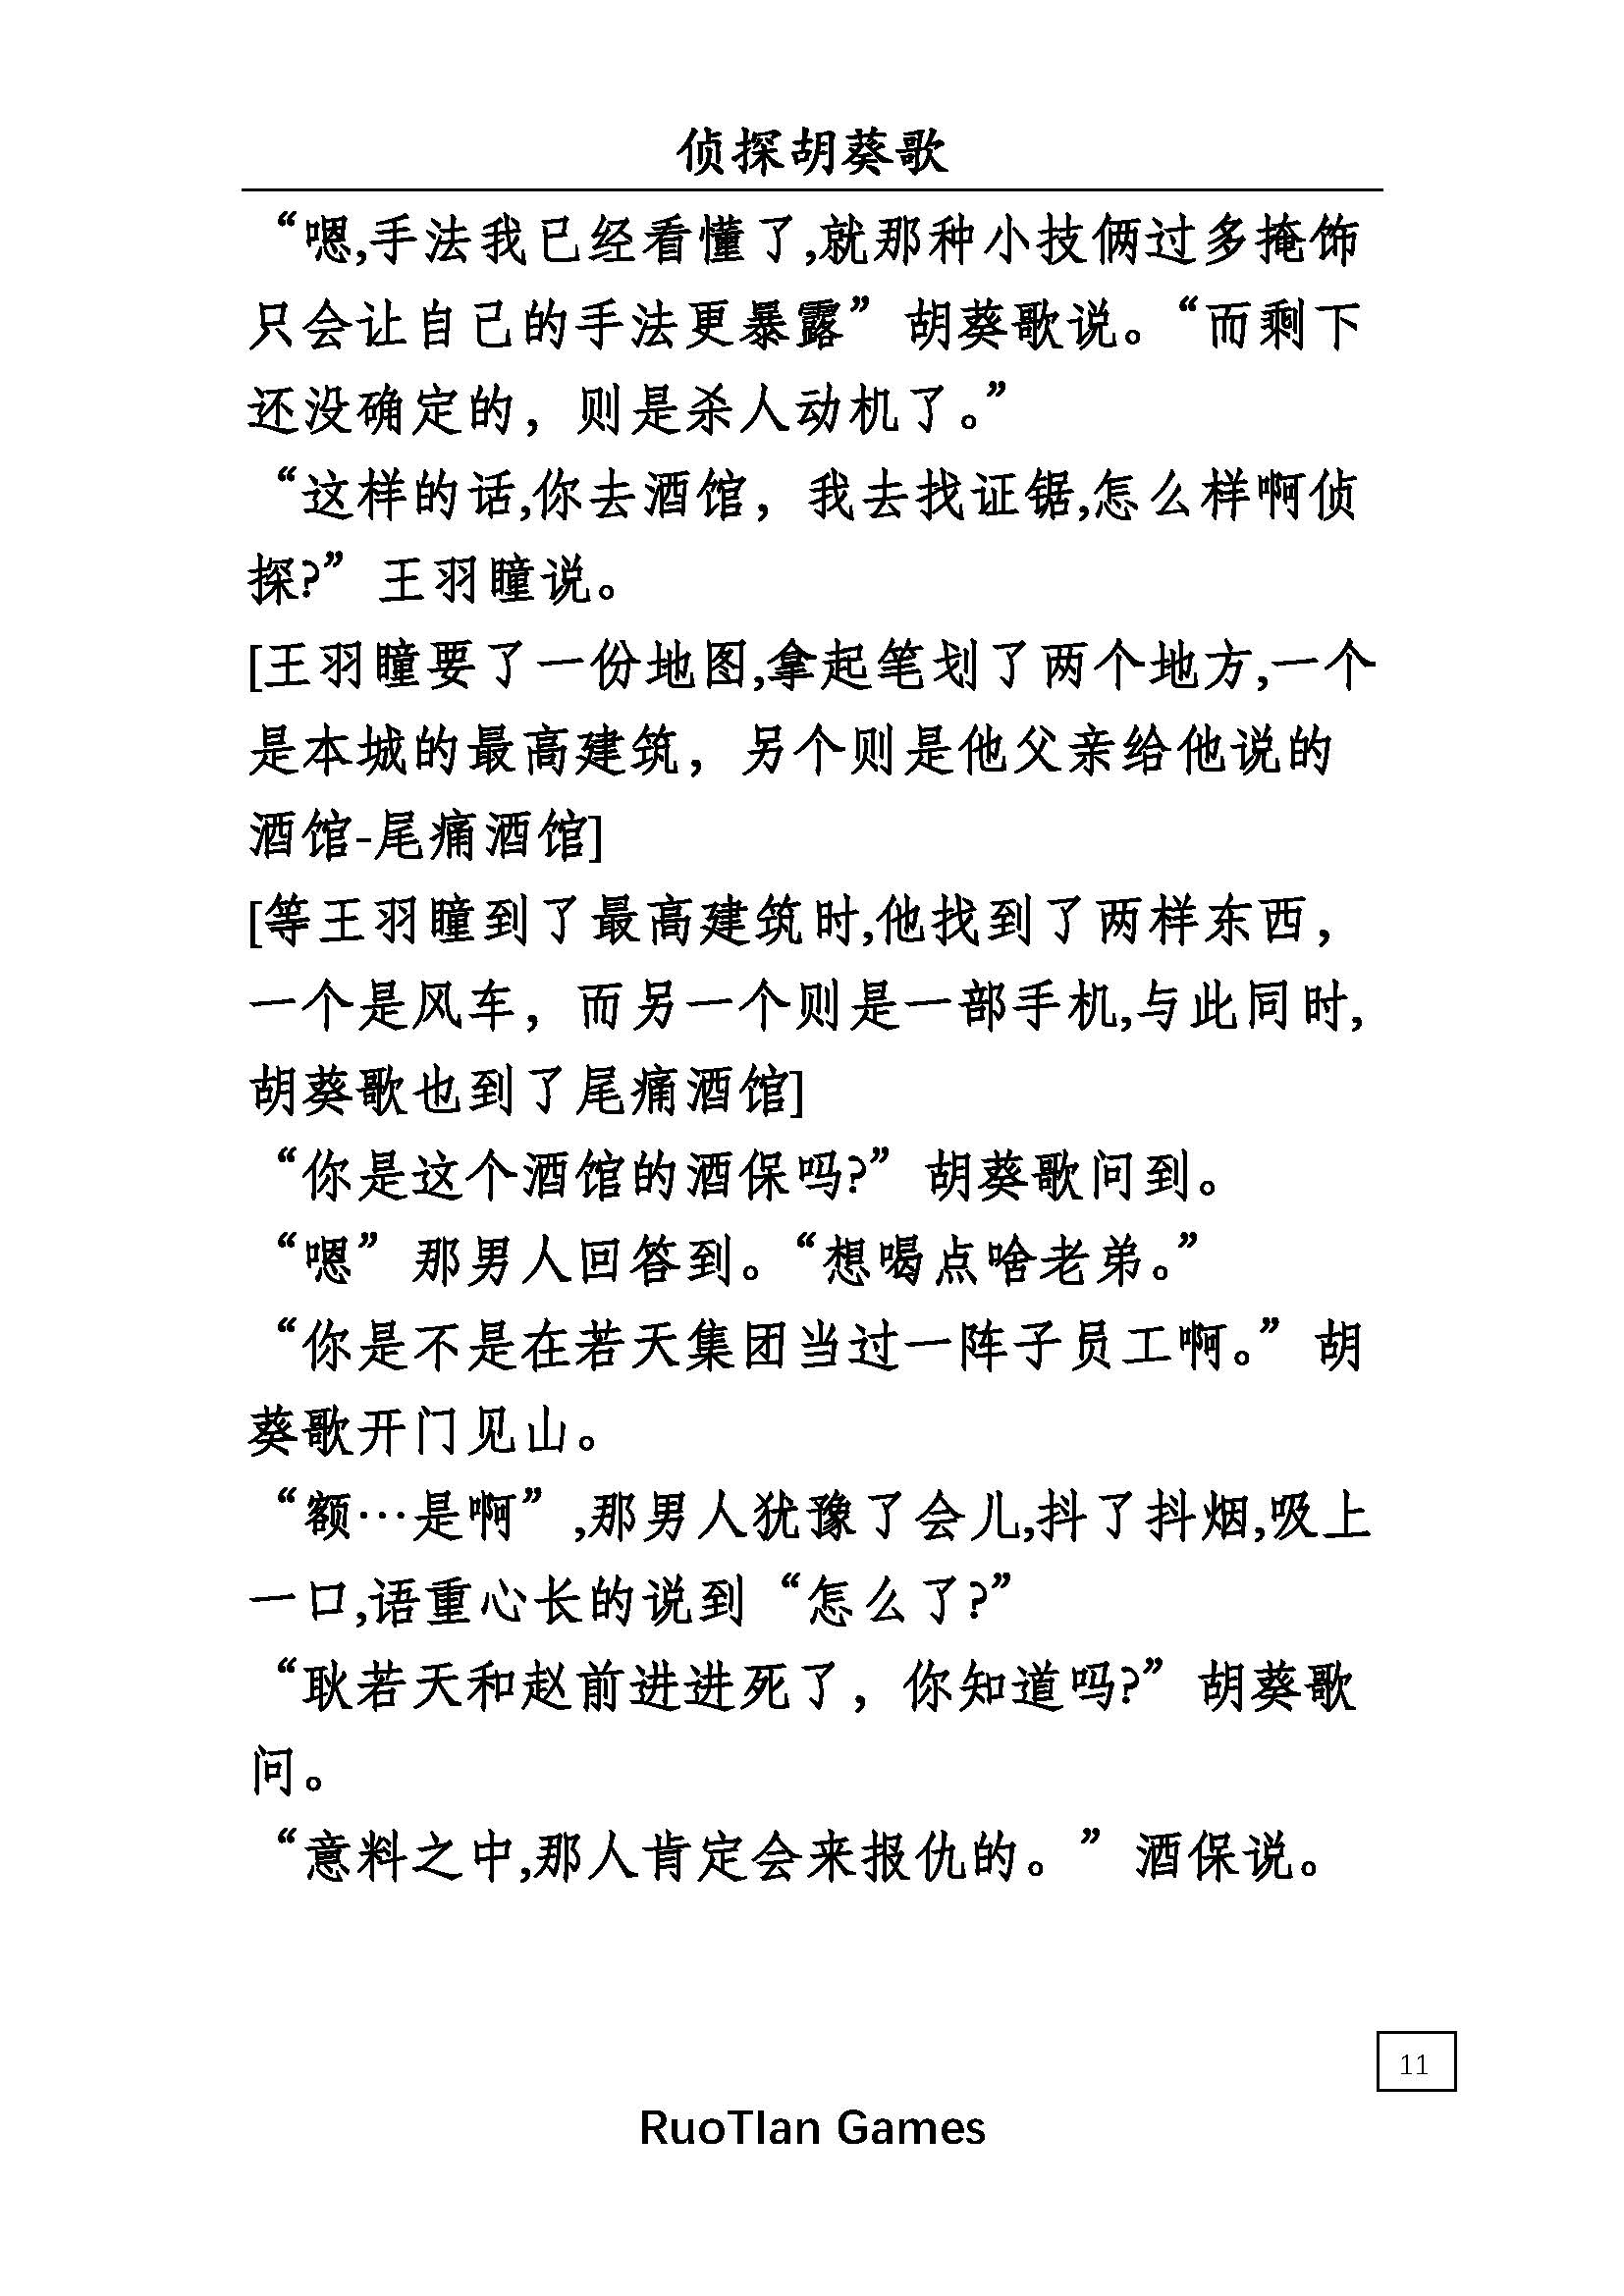 侦探胡葵歌
“嗯,手法我已经看懂了,就那种小技俩过多掩饰
只会让自己的手法更暴露”胡葵歌说。“而剩下
还没确定的，则是杀人动机了。”
“这样的话,你去酒馆，我去找证锯,怎么样啊侦
探?”王羽瞳说。
[王羽瞳要了一份地图,拿起笔划了两个地方,一个
是本城的最高建筑，另个则是他父亲给他说的
酒馆-尾痛酒馆]
[等王羽瞳到了最高建筑时,他找到了两样东西，
一个是风车，而另一个则是一部手机,与此同时,
胡葵歌也到了尾痛酒馆]
“你是这个酒馆的酒保吗?”胡葵歌问到。
“嗯”那男人回答到。“想喝点啥老弟。”
“你是不是在若天集团当过一阵子员工啊。”胡
葵歌开门见山。
“额…是啊”,那男人犹豫了会儿,抖了抖烟,吸上
一口,语重心长的说到“怎么了?”
“耿若天和赵前进进死了，你知道吗?”胡葵歌
问。
“意料之中,那人肯定会来报仇的。”酒保说。
11
RuoTIan Games